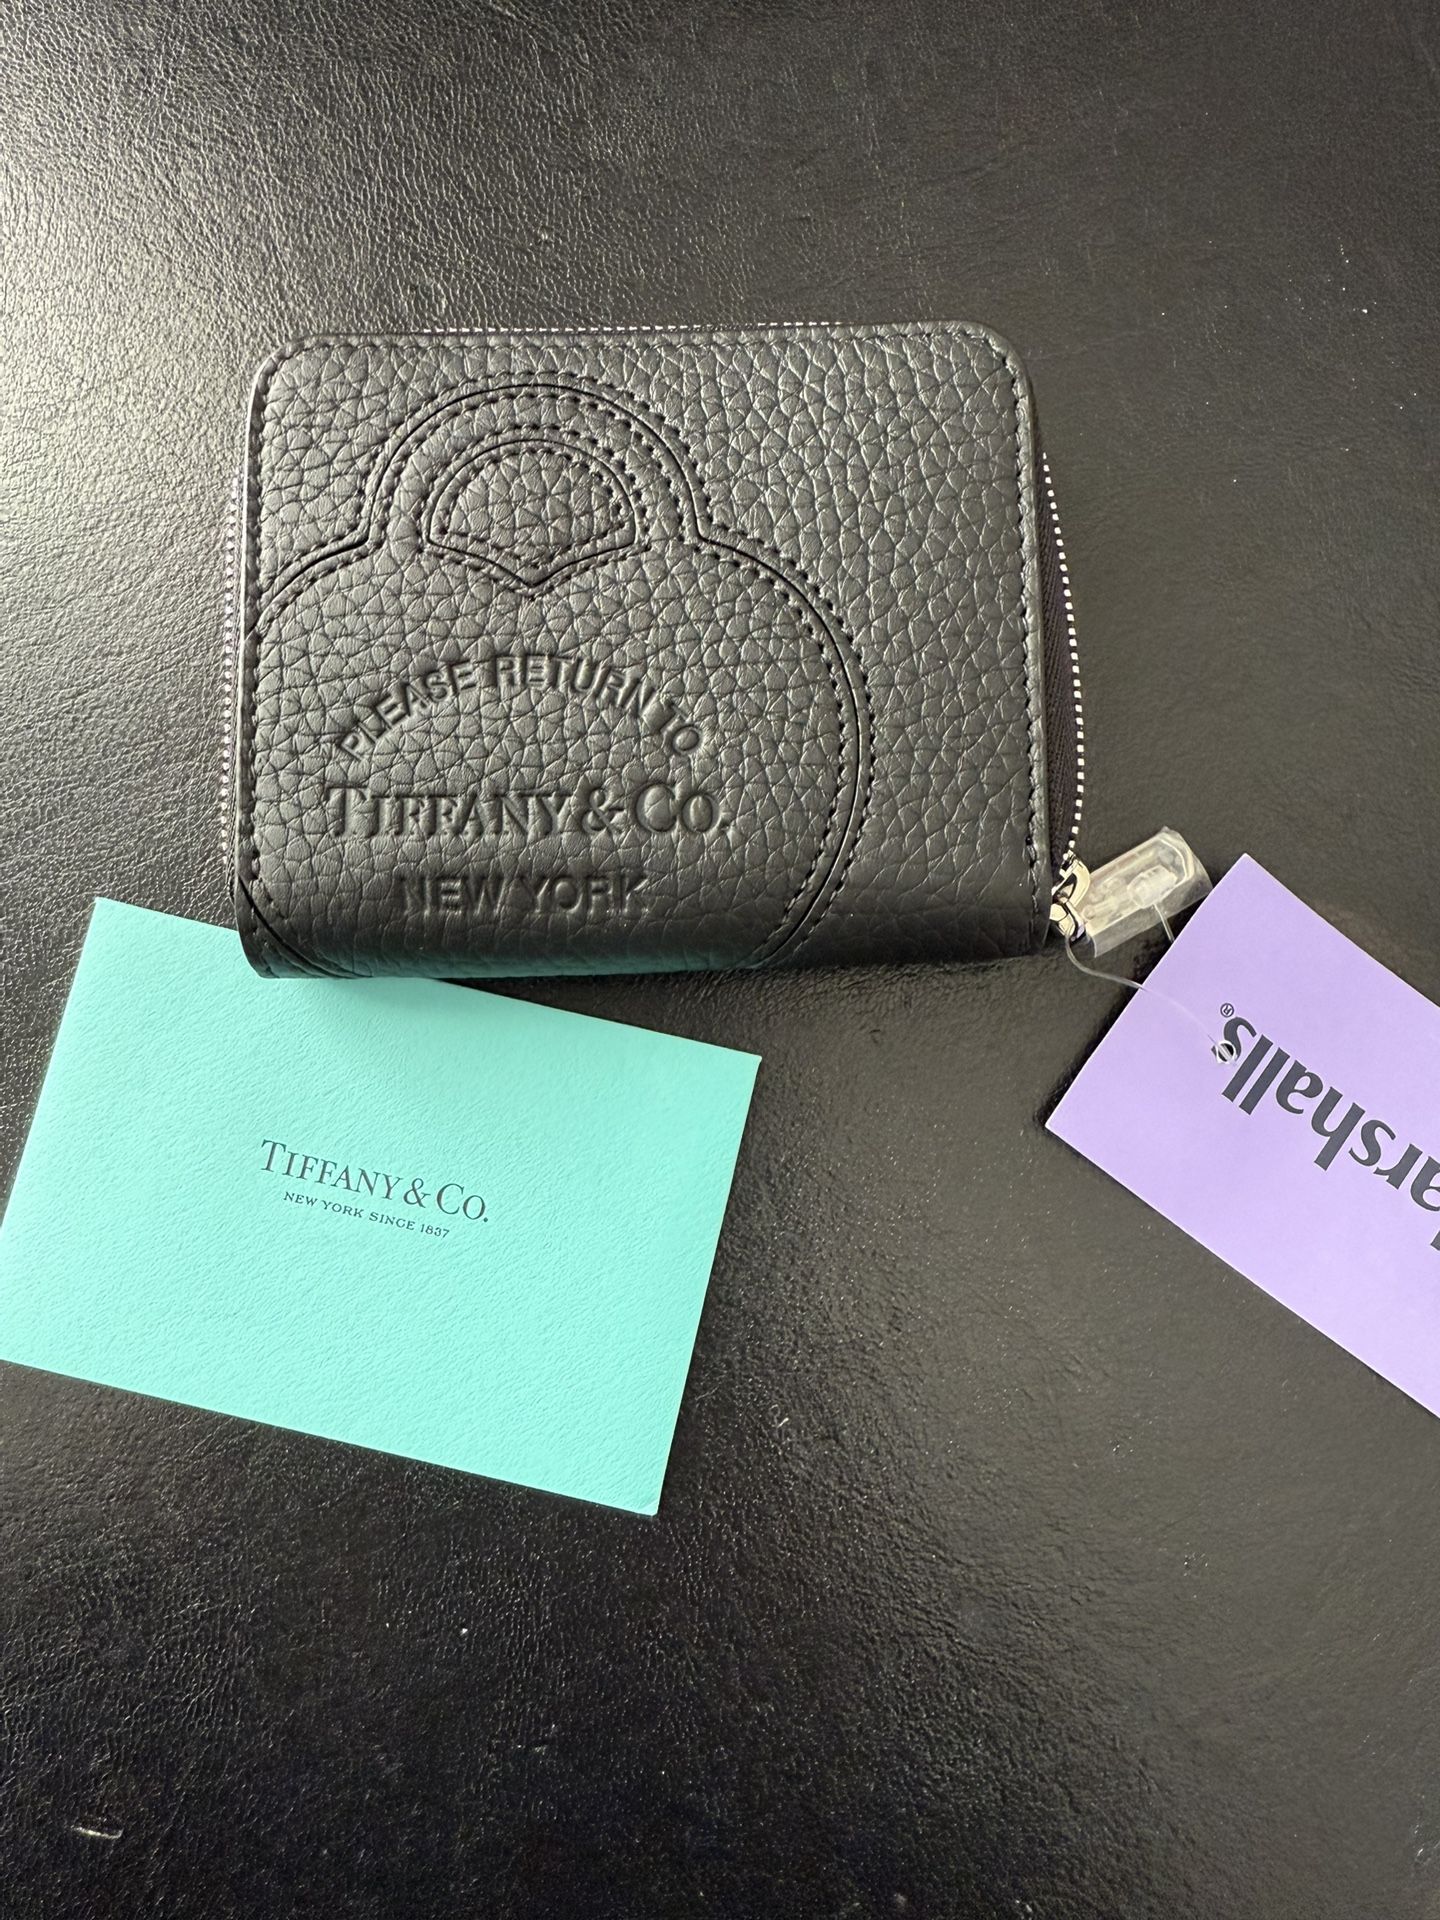 PLEASE RETURN TO
TIFFANY & CO.
NEW YORK
TIFFANY & CO.
NEW YORK SINCE 1837
arshalls®